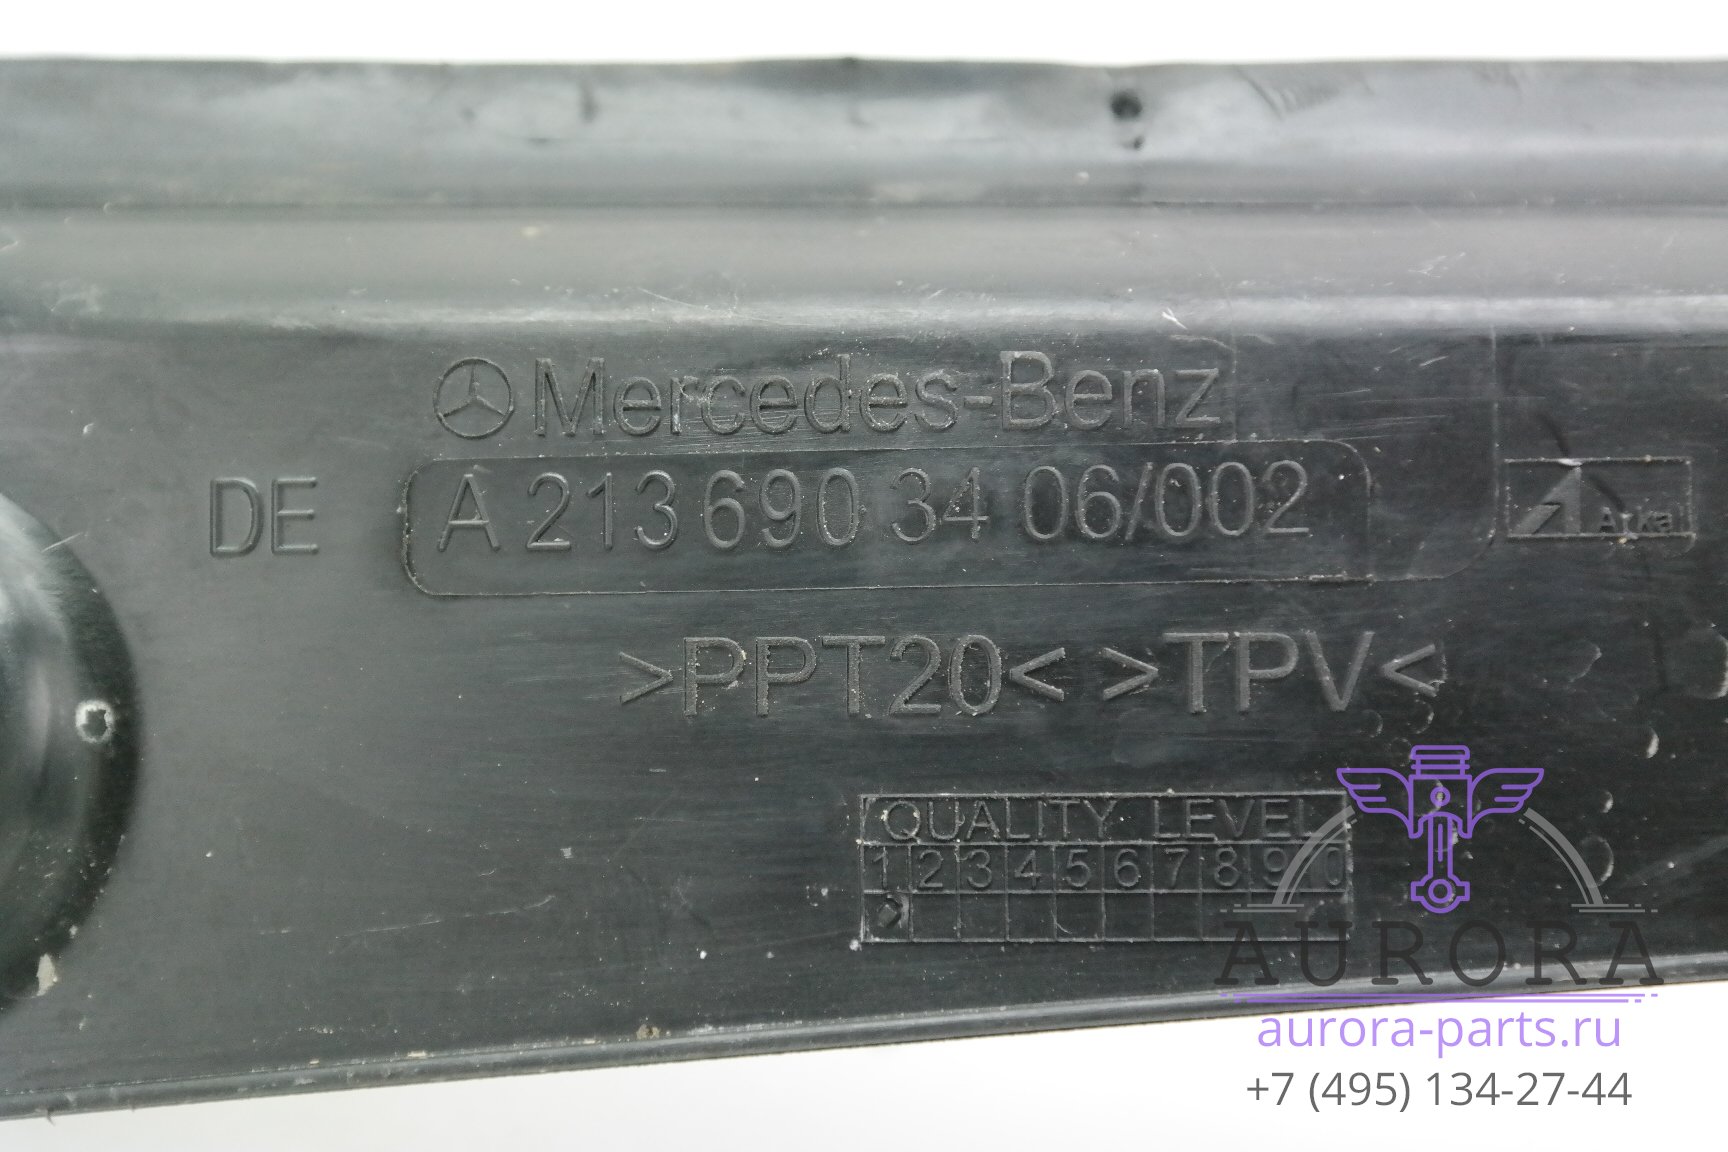 Mercedes-Benz
DE A 213 690 34 06/002
Arka
>PPT20< >TPV<
QUALITY LEVEL
1 2 3 4 5 6 7 8 9 0
AURORA
aurora-parts.ru
+7 (495) 134-27-44